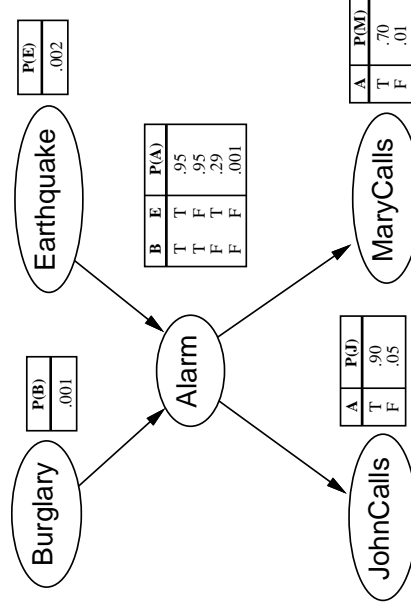 Burglary
P(B)
.001
Earthquake
P(E)
.002
Alarm
B E P(A)
T T .95
T F .95
F T .29
F F .001
JohnCalls
A P(J)
T .90
F .05
MaryCalls
A P(M)
T .70
F .01